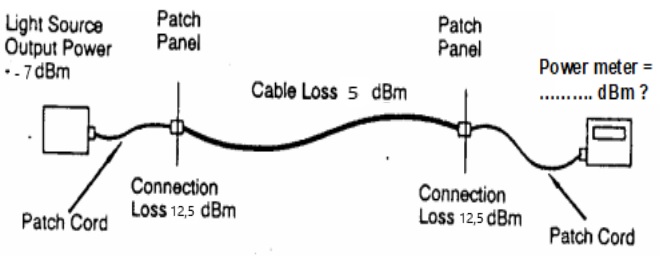 Light Source
Output Power
- 7 dBm
Patch
Panel
Patch
Panel
Power meter =
.......... dBm ?
Cable Loss 5 dBm
Connection
Loss 12,5 dBm
Connection
Loss 12,5 dBm
Patch Cord
Patch Cord